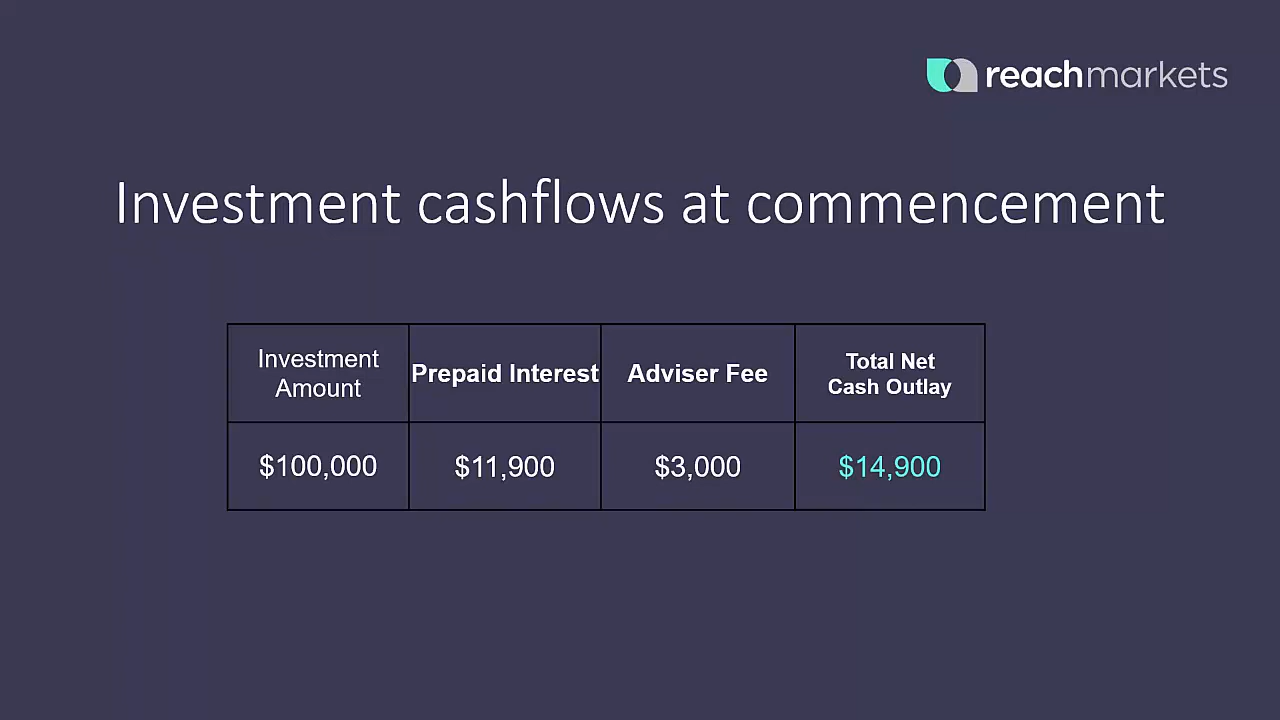 reachmarkets
Investment cashflows at commencement
Investment
Amount
Prepaid Interest
Adviser Fee
Total Net
Cash Outlay
$100,000
$11,900
$3,000
$14,900